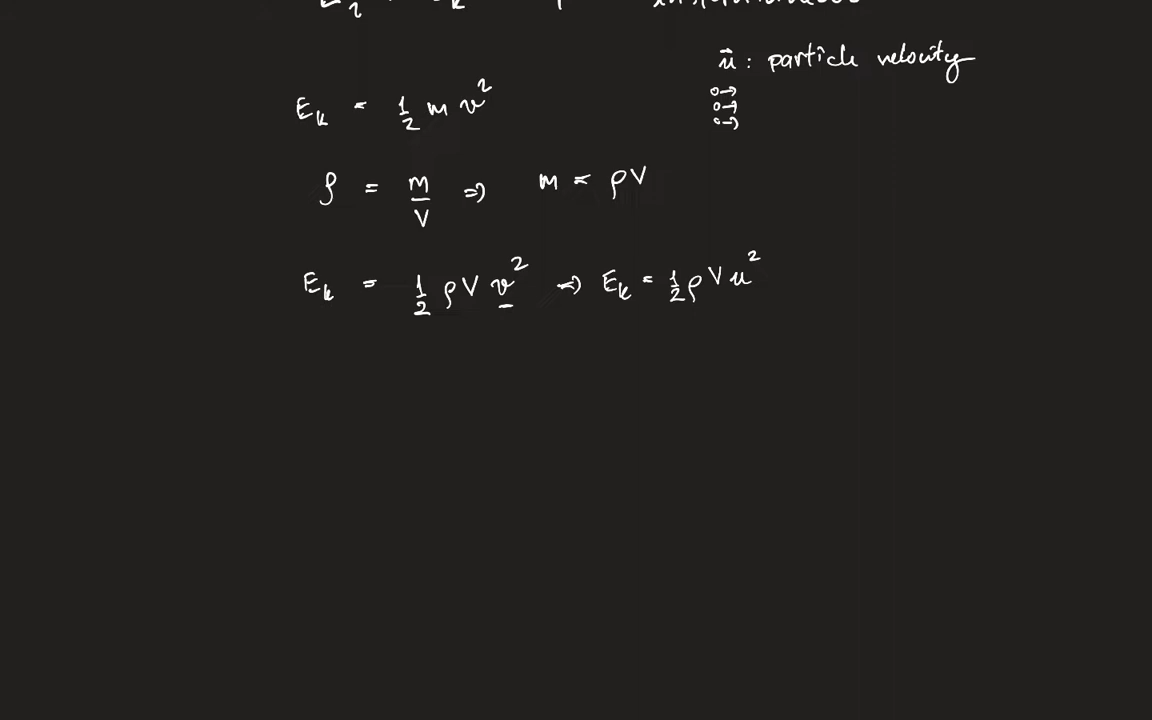 u⃗ : particle velocity
E_k = 1/2 m v²
ρ = m/V ⇒ m = ρV
E_k = 1/2 ρ V v² ⇒ E_k = 1/2 ρ V u²